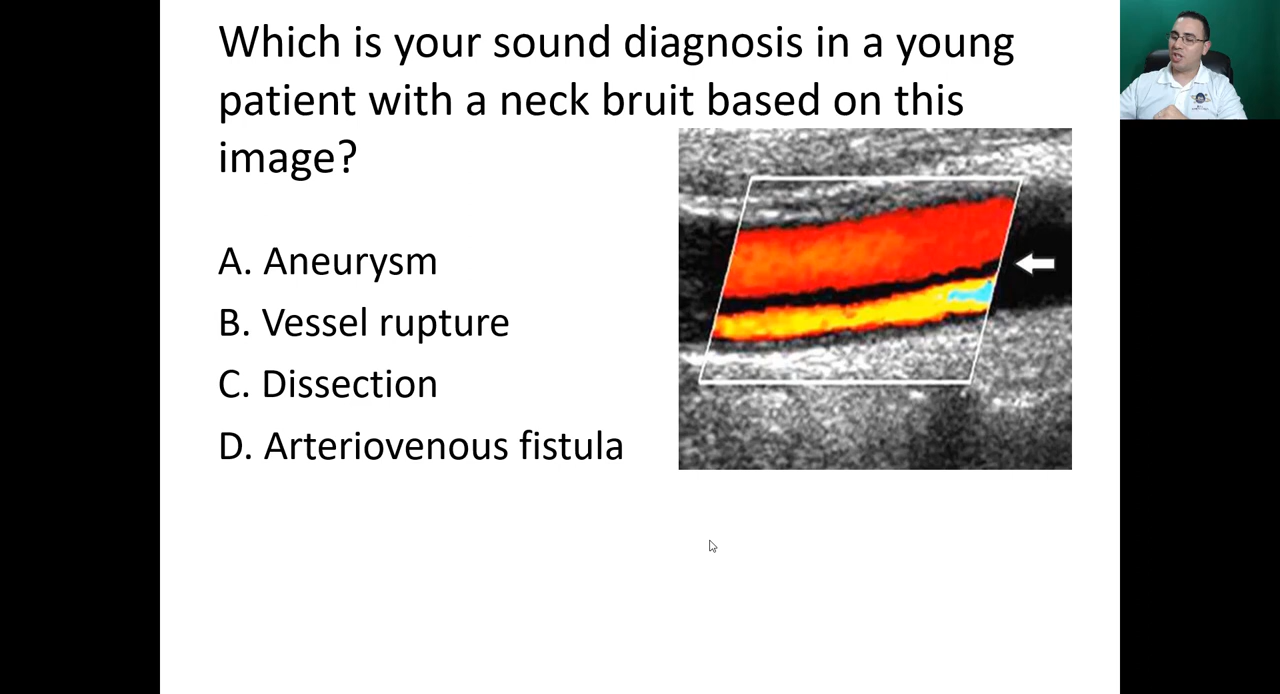 Which is your sound diagnosis in a young
patient with a neck bruit based on this
image?
A. Aneurysm
B. Vessel rupture
C. Dissection
D. Arteriovenous fistula